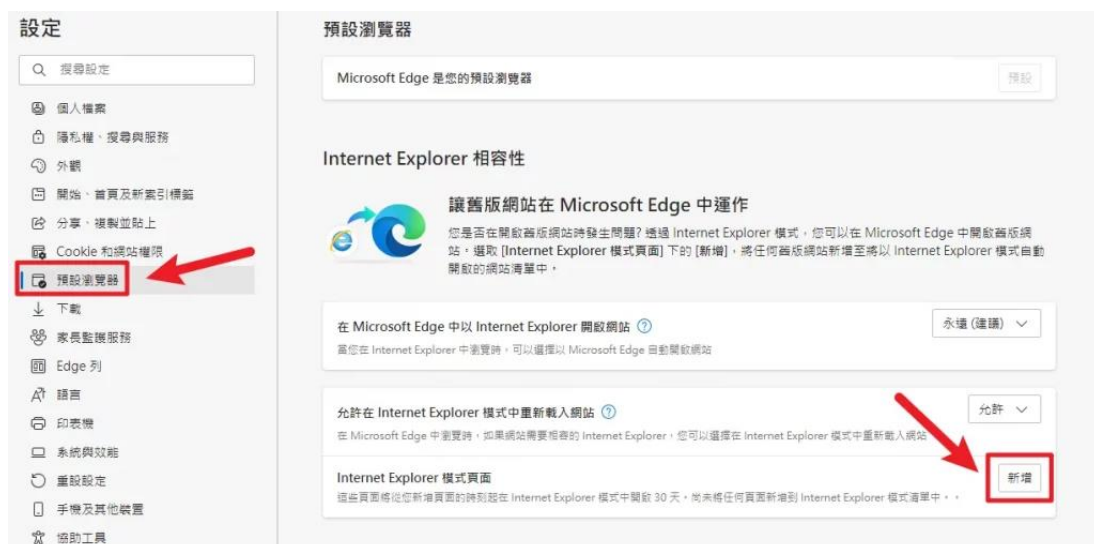 設定
搜尋設定
個人檔案
隱私權、搜尋與服務
外觀
開始、首頁及新索引標籤
分享、複製並貼上
Cookie 和網站權限
預設瀏覽器
下載
家長監護服務
Edge 列
語言
印表機
系統與效能
重設設定
手機及其他裝置
協助工具
預設瀏覽器
Microsoft Edge 是您的預設瀏覽器
預設
Internet Explorer 相容性
讓舊版網站在 Microsoft Edge 中運作
您是否在開啟舊版網站時發生問題? 透過 Internet Explorer 模式，您可以在 Microsoft Edge 中開啟舊版網
站。選取 [Internet Explorer 模式頁面] 下的 [新增]，將任何舊版網站新增至將以 Internet Explorer 模式自動
開啟的網站清單中。
在 Microsoft Edge 中以 Internet Explorer 開啟網站
永遠 (建議)
當您在 Internet Explorer 中瀏覽時，可以選擇以 Microsoft Edge 自動開啟網站
允許在 Internet Explorer 模式中重新載入網站
允許
在 Microsoft Edge 中瀏覽時，如果網站需要相容的 Internet Explorer，您可以選擇在 Internet Explorer 模式中重新載入網站
Internet Explorer 模式頁面
新增
這些頁面將從您新增頁面的時刻起在 Internet Explorer 模式中開啟 30 天。尚未將任何頁面新增到 Internet Explorer 模式清單中。。